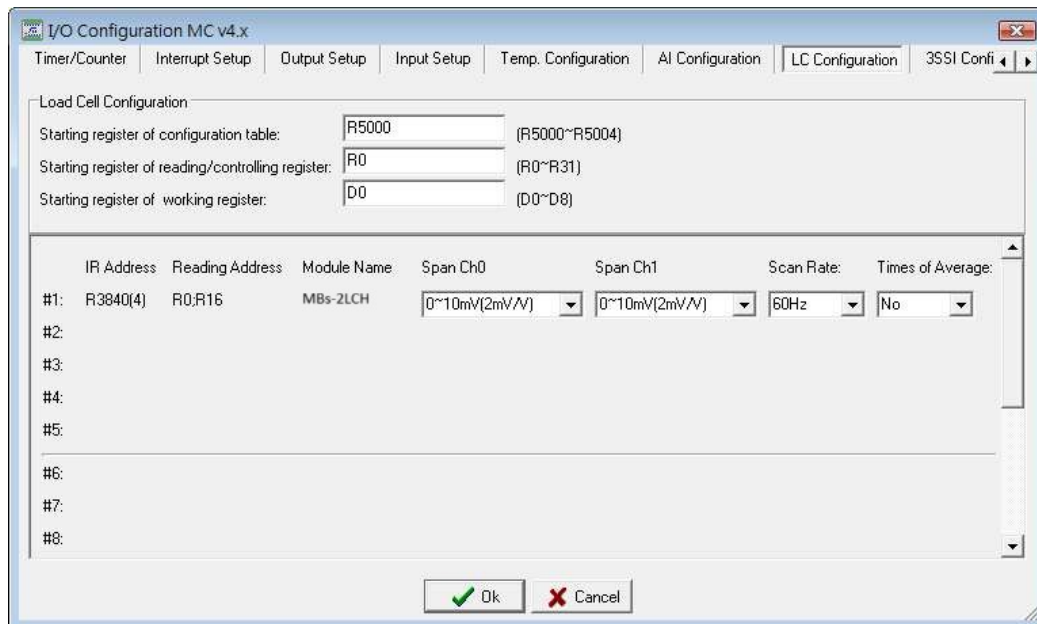 I/O Configuration MC v4.x
Timer/Counter Interrupt Setup Output Setup Input Setup Temp. Configuration AI Configuration LC Configuration 3SSI Confi
Load Cell Configuration
Starting register of configuration table: R5000 (R5000~R5004)
Starting register of reading/controlling register: R0 (R0~R31)
Starting register of working register: D0 (D0~D8)
IR Address Reading Address Module Name Span Ch0 Span Ch1 Scan Rate: Times of Average:
#1: R3840(4) R0;R16 MBs-2LCH 0~10mV(2mV/V) 0~10mV(2mV/V) 60Hz No
#2:
#3:
#4:
#5:
#6:
#7:
#8:
Ok Cancel